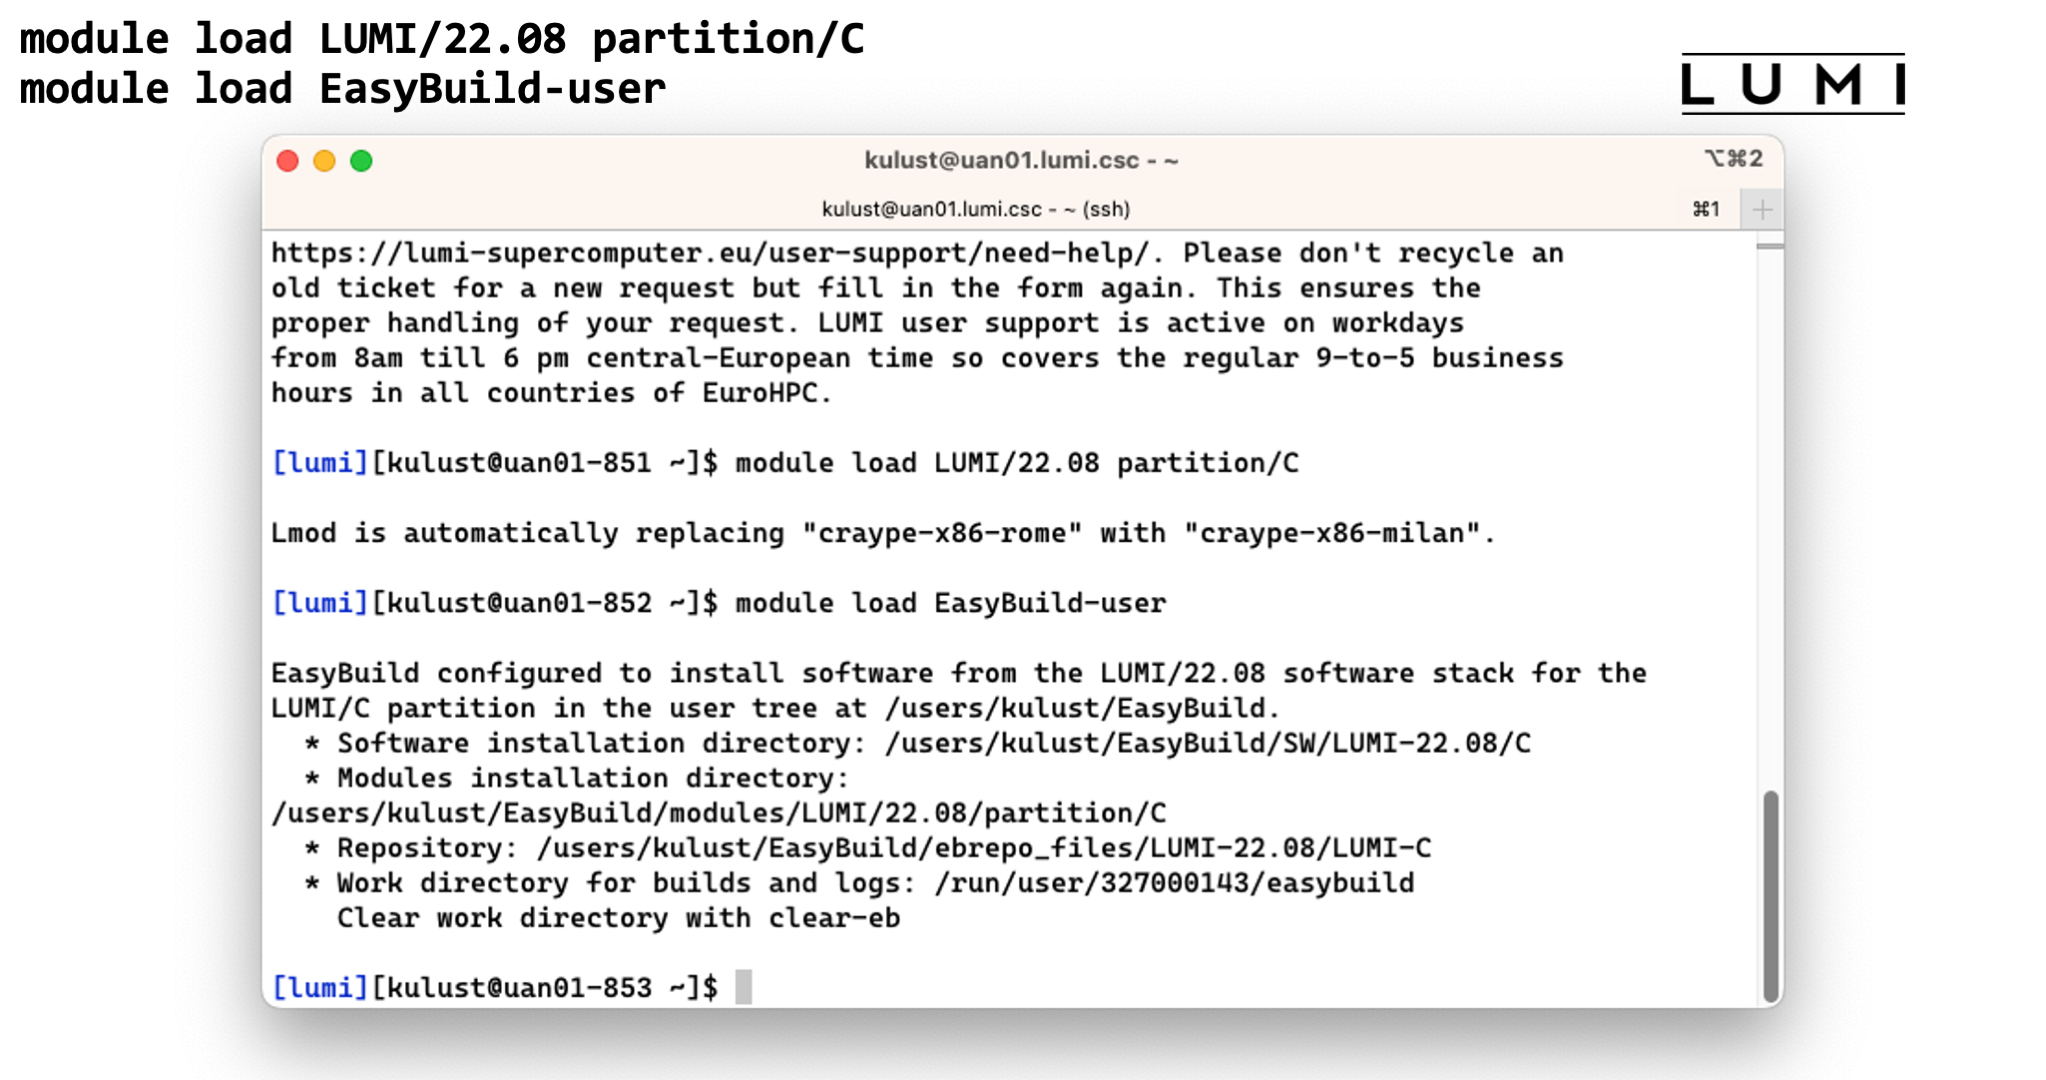 module load LUMI/22.08 partition/C
module load EasyBuild-user
LUMI
kulust@uan01.lumi.csc - ~
⌥⌘2
kulust@uan01.lumi.csc - ~ (ssh)
⌘1
+
https://lumi-supercomputer.eu/user-support/need-help/. Please don't recycle an
old ticket for a new request but fill in the form again. This ensures the
proper handling of your request. LUMI user support is active on workdays
from 8am till 6 pm central-European time so covers the regular 9-to-5 business
hours in all countries of EuroHPC.
[lumi][kulust@uan01-851 ~]$ module load LUMI/22.08 partition/C
Lmod is automatically replacing "craype-x86-rome" with "craype-x86-milan".
[lumi][kulust@uan01-852 ~]$ module load EasyBuild-user
EasyBuild configured to install software from the LUMI/22.08 software stack for the
LUMI/C partition in the user tree at /users/kulust/EasyBuild.
* Software installation directory: /users/kulust/EasyBuild/SW/LUMI-22.08/C
* Modules installation directory:
/users/kulust/EasyBuild/modules/LUMI/22.08/partition/C
* Repository: /users/kulust/EasyBuild/ebrepo_files/LUMI-22.08/LUMI-C
* Work directory for builds and logs: /run/user/327000143/easybuild
Clear work directory with clear-eb
[lumi][kulust@uan01-853 ~]$